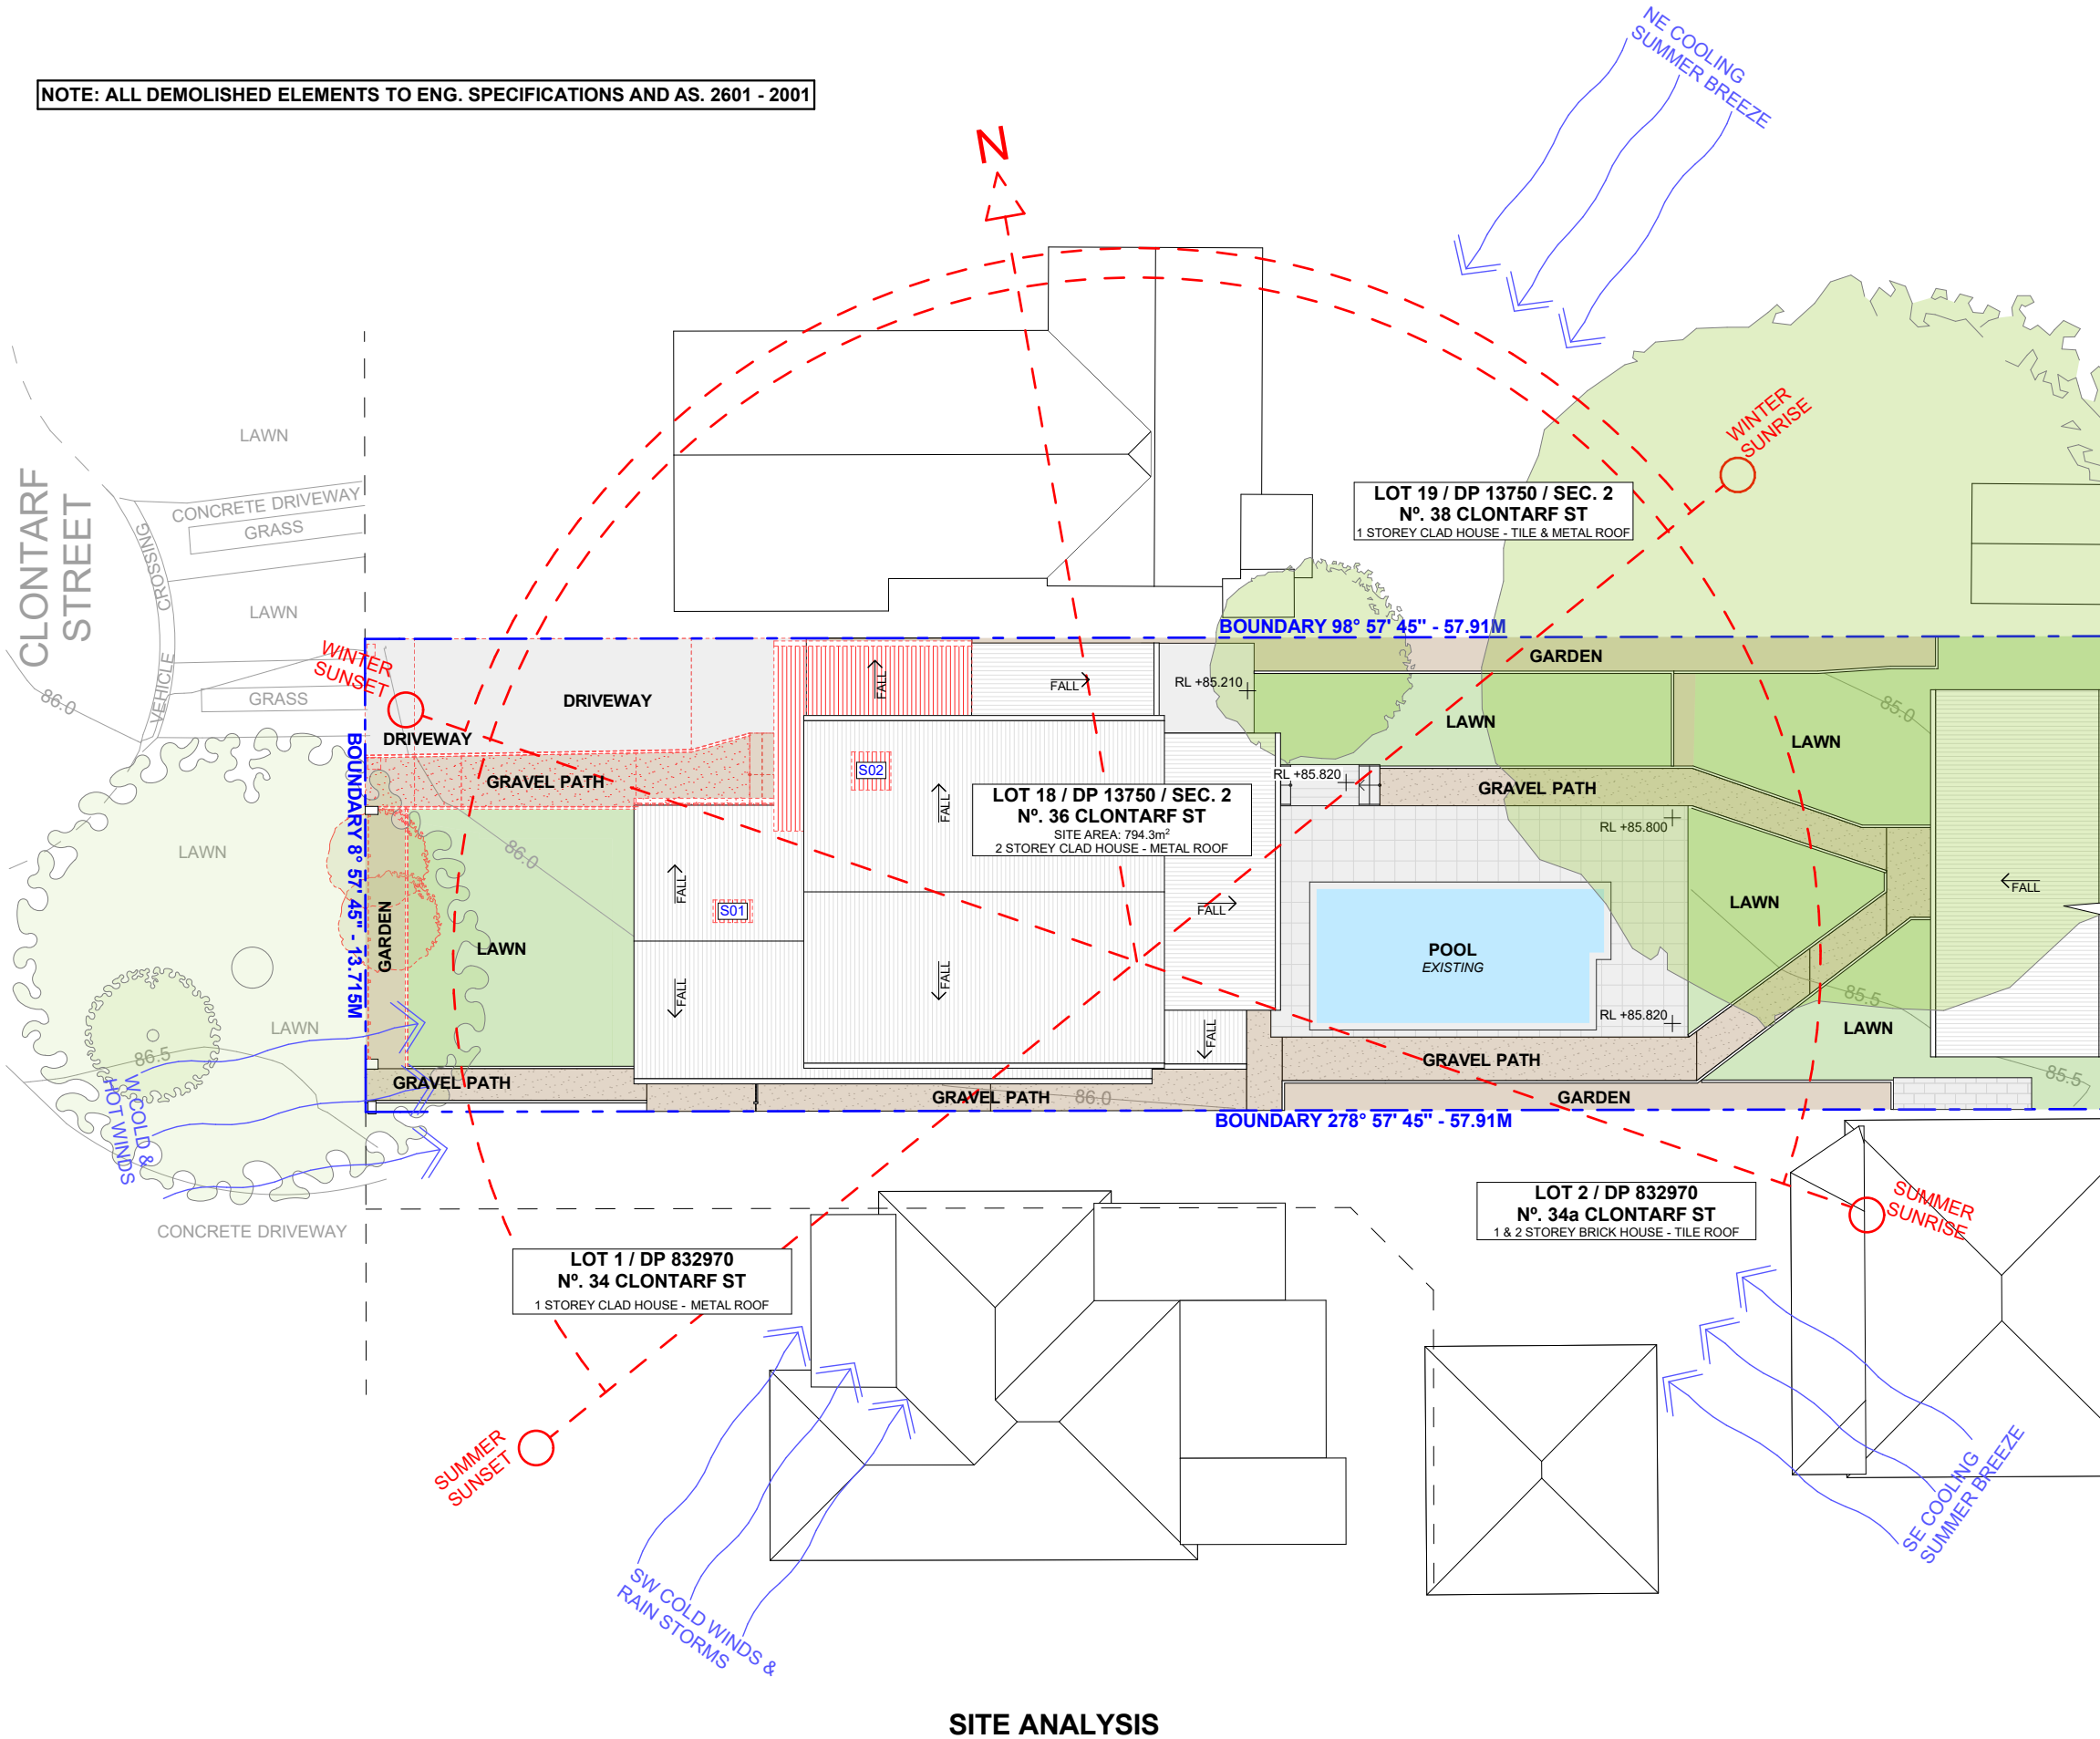 NE COOLING
SUMMER BREEZE
NOTE: ALL DEMOLISHED ELEMENTS TO ENG. SPECIFICATIONS AND AS. 2601 - 2001
N
WINTER
SUNRISE
LAWN
CLONTARF
STREET
CONCRETE DRIVEWAY
GRASS
VEHICLE CROSSING
LAWN
GRASS
86.0
LOT 19 / DP 13750 / SEC. 2
Nº. 38 CLONTARF ST
1 STOREY CLAD HOUSE - TILE & METAL ROOF
BOUNDARY 98° 57' 45" - 57.91M
WINTER
SUNSET
DRIVEWAY
DRIVEWAY
FALL
FALL
RL +85.210
GARDEN
LAWN
85.0
LAWN
GRAVEL PATH
S02
RL +85.820
GRAVEL PATH
LOT 18 / DP 13750 / SEC. 2
Nº. 36 CLONTARF ST
SITE AREA: 794.3m²
2 STOREY CLAD HOUSE - METAL ROOF
FALL
RL +85.800
LAWN
86.0
BOUNDARY 8° 57' 45" - 13.715M
GARDEN
LAWN
FALL
S01
FALL
FALL
FALL
POOL
EXISTING
LAWN
FALL
LAWN
86.5
85.5
RL +85.820
LAWN
FALL
W COLD &
HOT WINDS
GRAVEL PATH
GRAVEL PATH
86.0
GRAVEL PATH
GARDEN
85.5
BOUNDARY 278° 57' 45" - 57.91M
CONCRETE DRIVEWAY
LOT 1 / DP 832970
Nº. 34 CLONTARF ST
1 STOREY CLAD HOUSE - METAL ROOF
LOT 2 / DP 832970
Nº. 34a CLONTARF ST
1 & 2 STOREY BRICK HOUSE - TILE ROOF
SUMMER
SUNRISE
SUMMER
SUNSET
SW COLD WINDS &
RAIN STORMS
SE COOLING
SUMMER BREEZE
SITE ANALYSIS